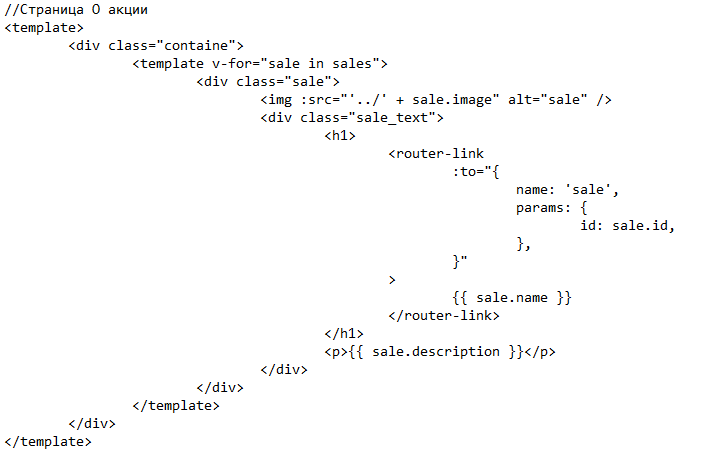 //Страница О акции
<template>
	<div class="containe">
		<template v-for="sale in sales">
			<div class="sale">
				<img :src="'../' + sale.image" alt="sale" />
				<div class="sale_text">
					<h1>
						<router-link
							:to="{
								name: 'sale',
								params: {
									id: sale.id,
								},
							}"
						>
							{{ sale.name }}
						</router-link>
					</h1>
					<p>{{ sale.description }}</p>
				</div>
			</div>
		</template>
	</div>
</template>